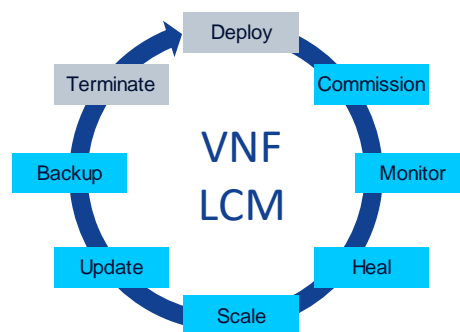 Deploy
Commission
Monitor
Heal
Scale
Update
Backup
Terminate
VNF
LCM